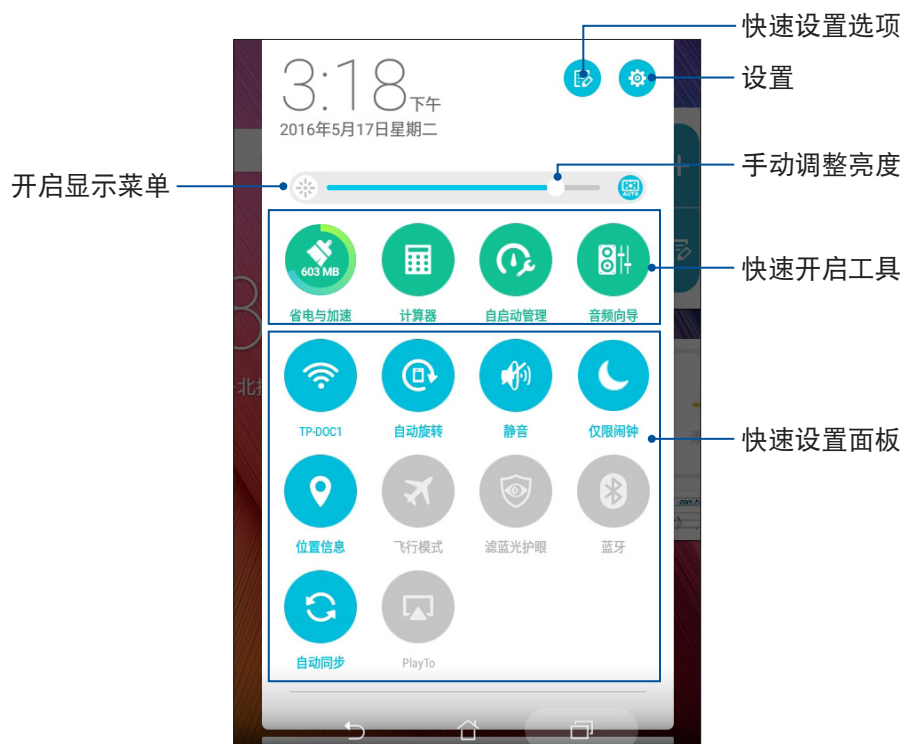 快速设置选项
设置
3:18下午
2016年5月17日星期二
手动调整亮度
开启显示菜单
AUTO
603 MB
快速开启工具
省电与加速 计算器 自启动管理 音频向导
TP-DOC1 自动旋转 静音 仅限闹钟
快速设置面板
位置信息 飞行模式 滤蓝光护眼 蓝牙
自动同步 PlayTo